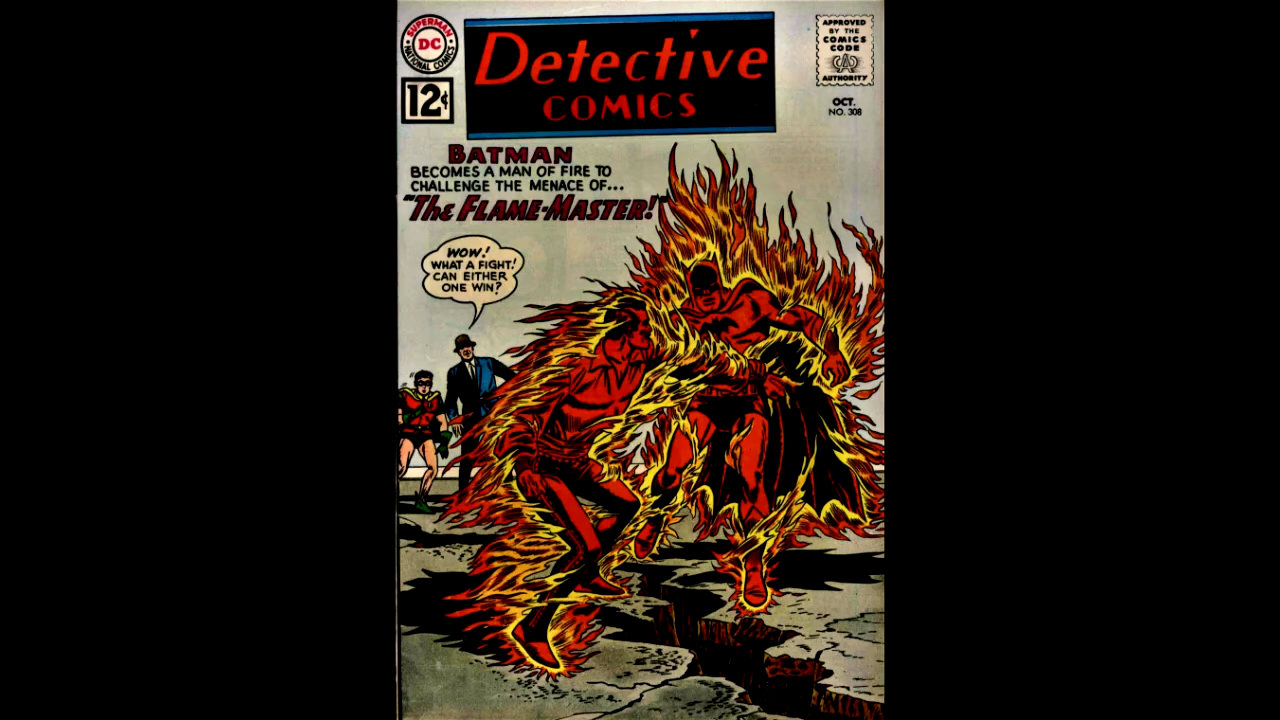 SUPERMAN
DC
NATIONAL COMICS
12¢
Detective
COMICS
APPROVED
BY THE
COMICS
CODE
CA
AUTHORITY
OCT.
NO. 308
BATMAN
BECOMES A MAN OF FIRE TO
CHALLENGE THE MENACE OF...
"THE FLAME-MASTER!"
WOW!
WHAT A FIGHT!
CAN EITHER
ONE WIN?